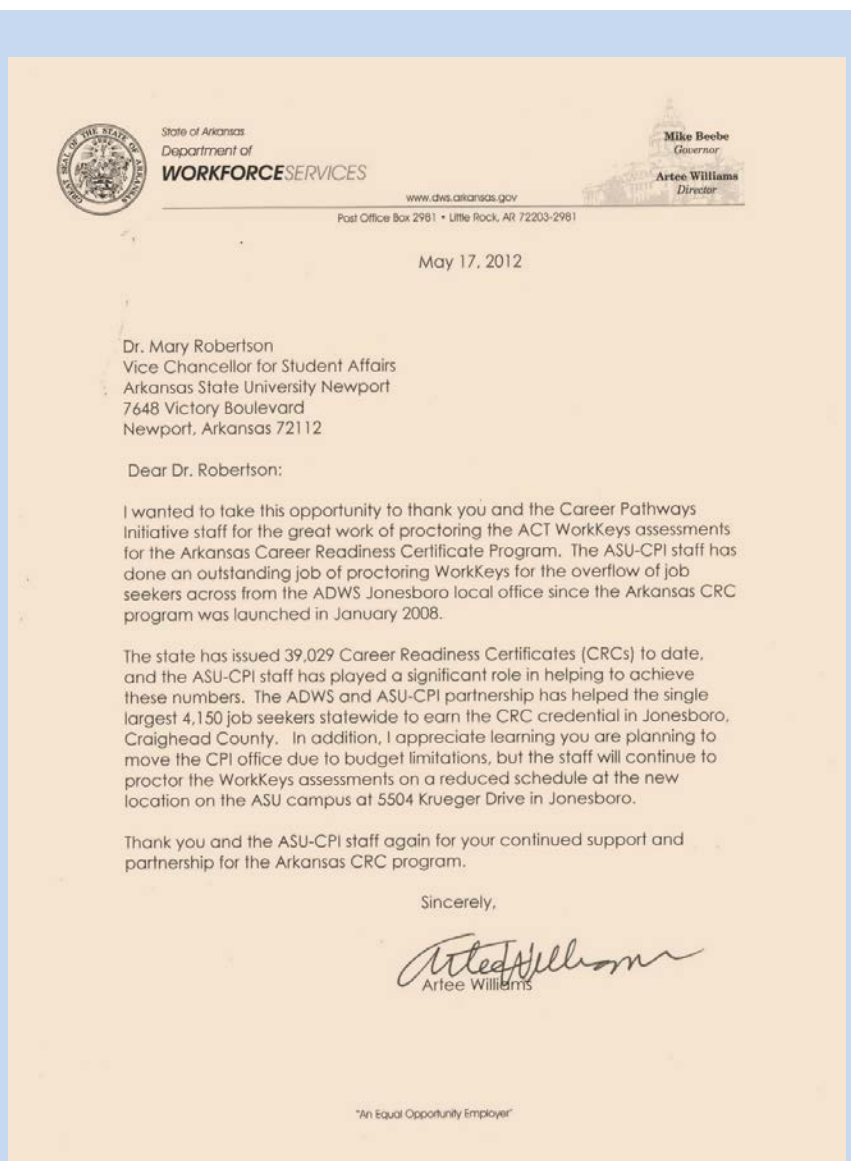 GREAT SEAL OF THE STATE OF ARKANSAS
State of Arkansas
Department of
WORKFORCESERVICES
Mike Beebe
Governor
Artee Williams
Director
www.dws.arkansas.gov
Post Office Box 2981 • Little Rock, AR 72203-2981
May 17, 2012
Dr. Mary Robertson
Vice Chancellor for Student Affairs
Arkansas State University Newport
7648 Victory Boulevard
Newport, Arkansas 72112
Dear Dr. Robertson:
I wanted to take this opportunity to thank you and the Career Pathways
Initiative staff for the great work of proctoring the ACT WorkKeys assessments
for the Arkansas Career Readiness Certificate Program. The ASU-CPI staff has
done an outstanding job of proctoring WorkKeys for the overflow of job
seekers across from the ADWS Jonesboro local office since the Arkansas CRC
program was launched in January 2008.
The state has issued 39,029 Career Readiness Certificates (CRCs) to date,
and the ASU-CPI staff has played a significant role in helping to achieve
these numbers. The ADWS and ASU-CPI partnership has helped the single
largest 4,150 job seekers statewide to earn the CRC credential in Jonesboro,
Craighead County. In addition, I appreciate learning you are planning to
move the CPI office due to budget limitations, but the staff will continue to
proctor the WorkKeys assessments on a reduced schedule at the new
location on the ASU campus at 5504 Krueger Drive in Jonesboro.
Thank you and the ASU-CPI staff again for your continued support and
partnership for the Arkansas CRC program.
Sincerely,
Artee Williams
Artee Williams
"An Equal Opportunity Employer"